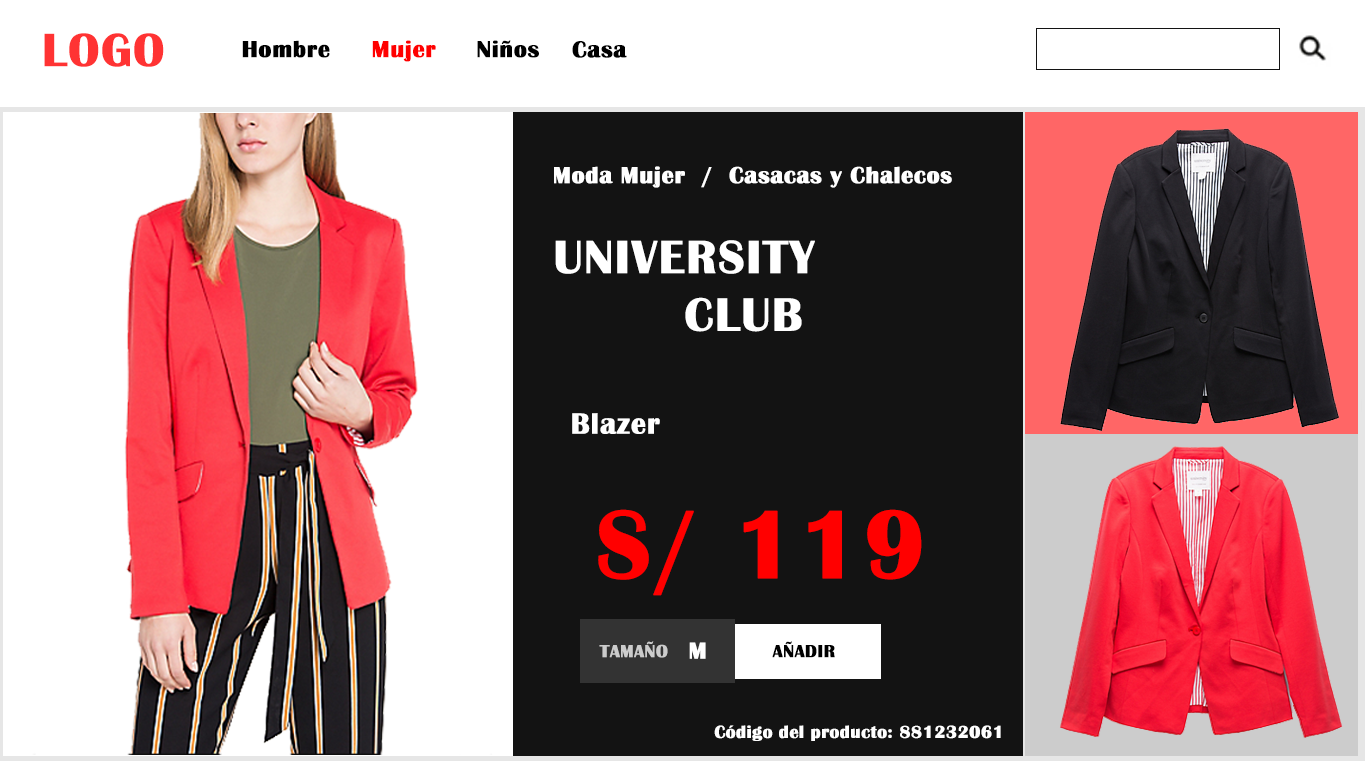 LOGO Hombre Mujer Niños Casa
Moda Mujer / Casacas y Chalecos
UNIVERSITY
CLUB
Blazer
S/ 119
TAMAÑO M AÑADIR
Código del producto: 881232061